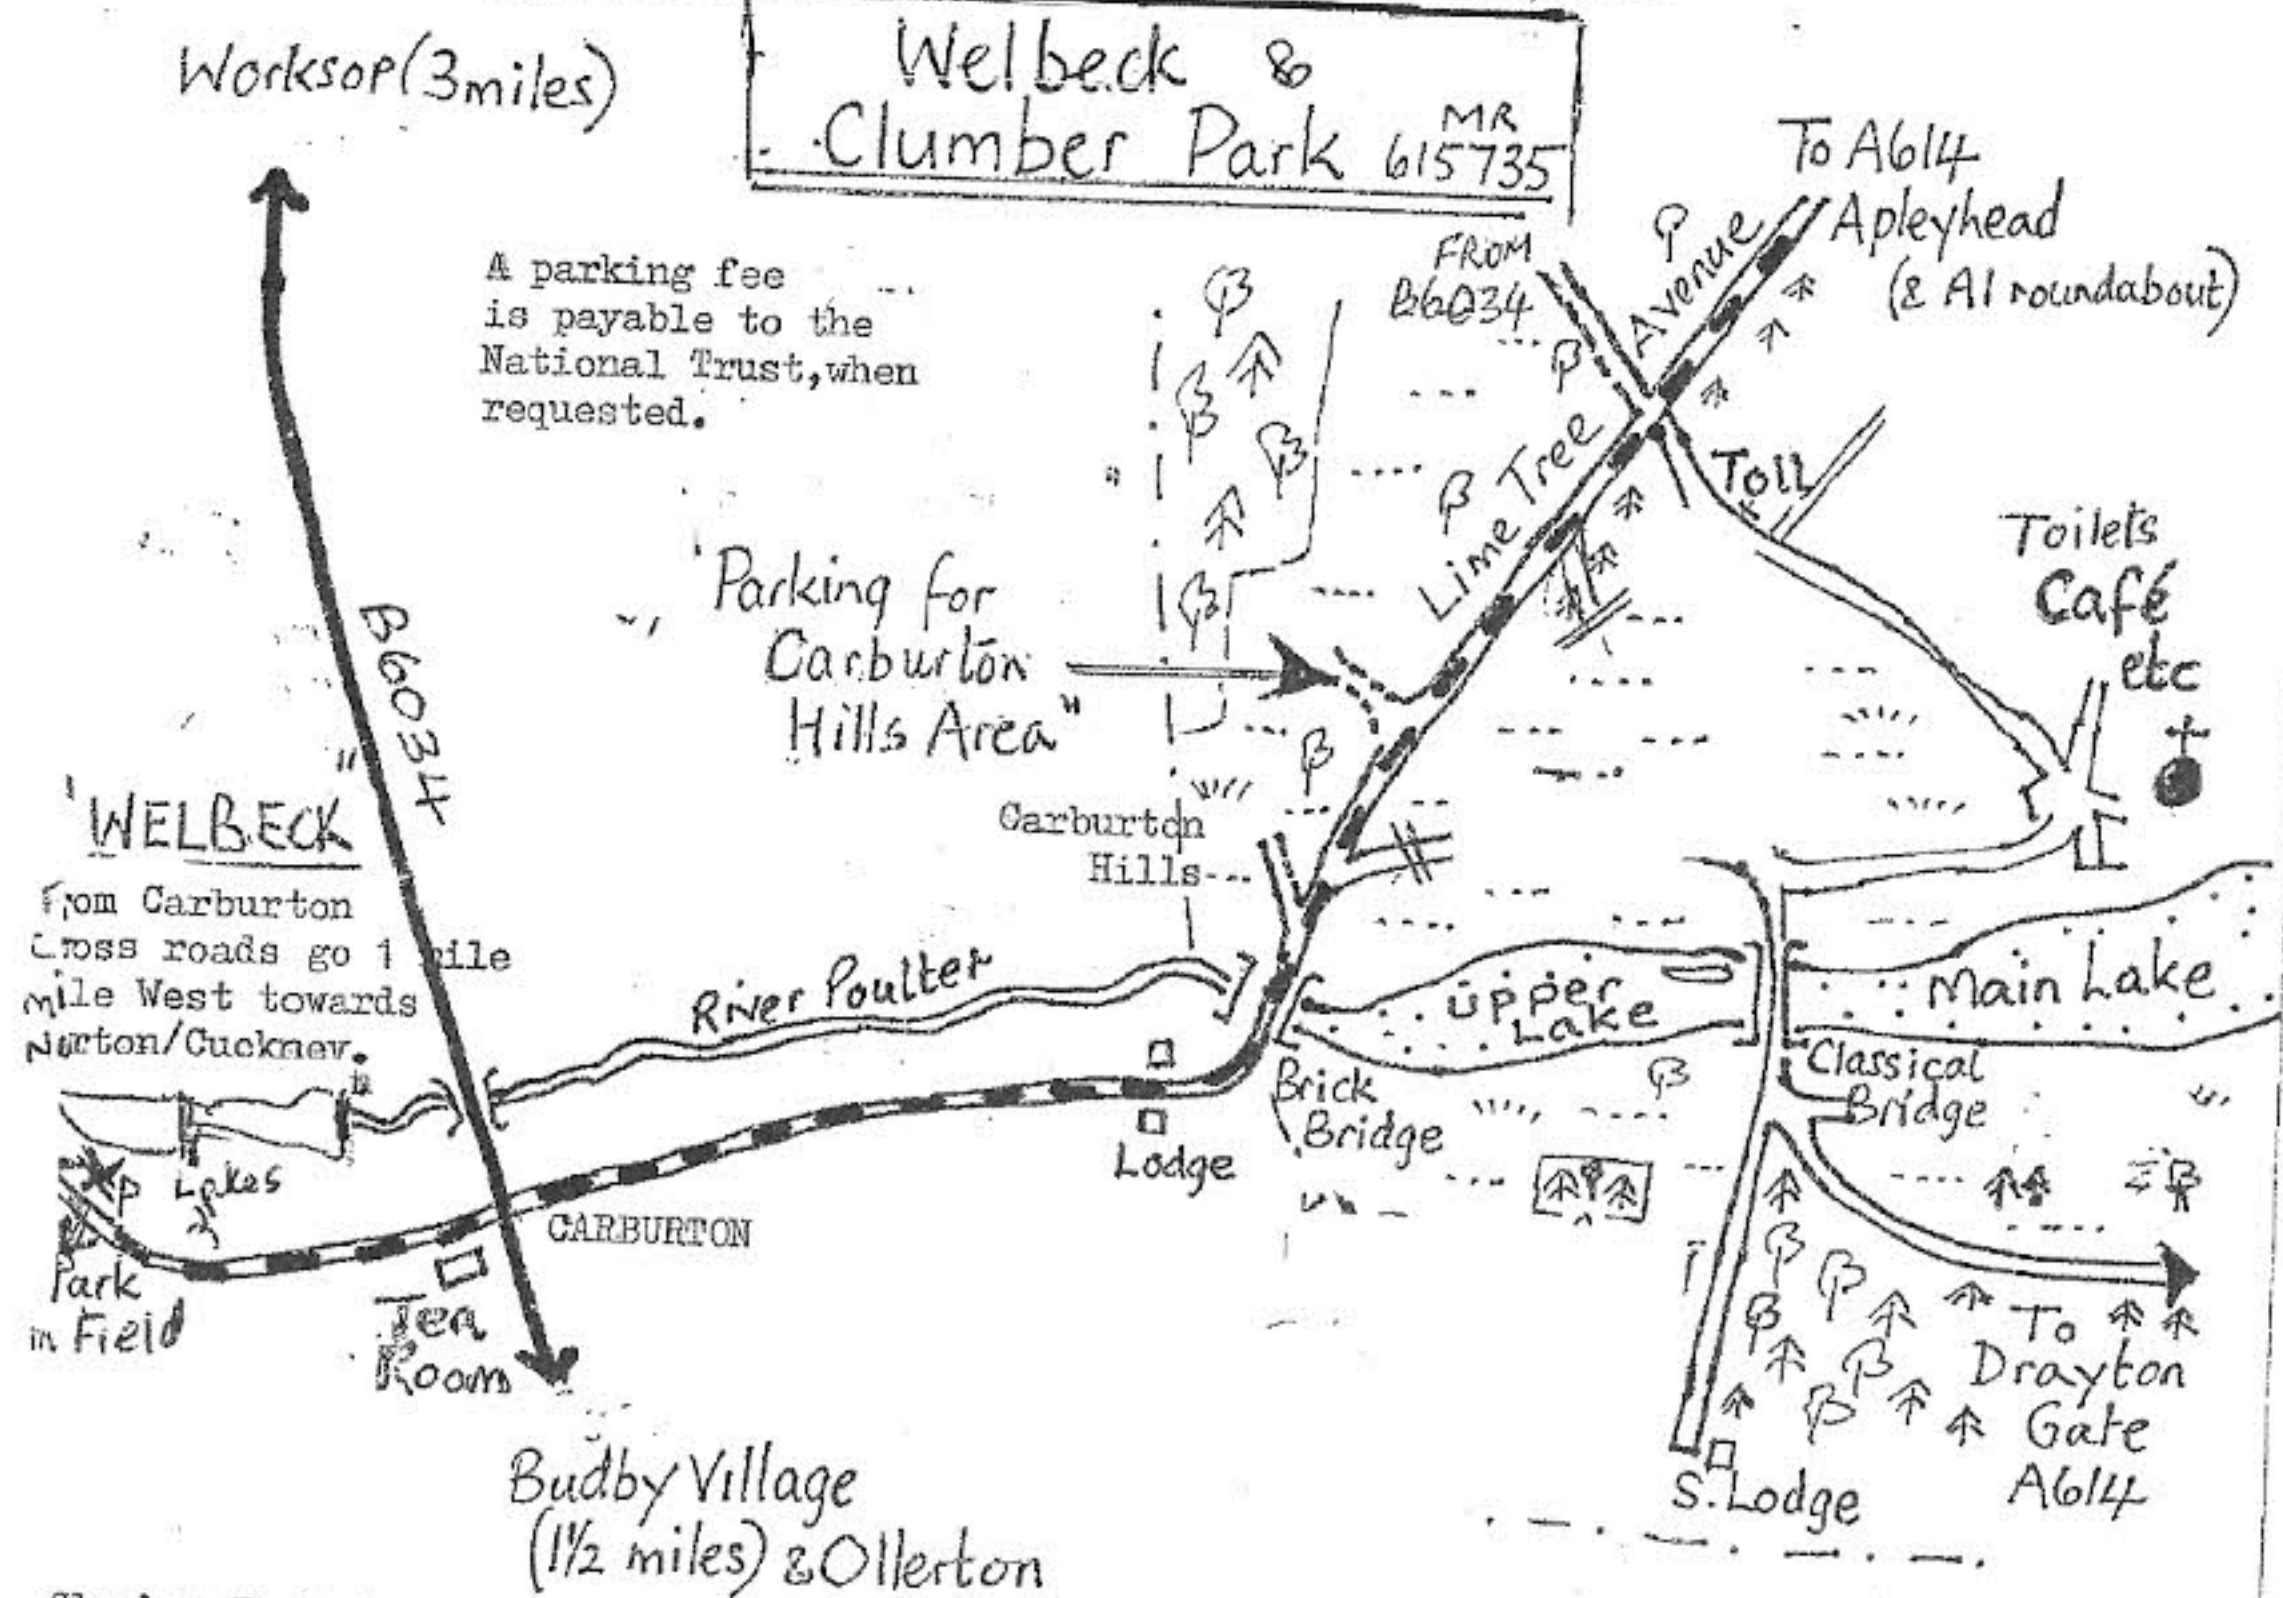 Worksop (3 miles)
Welbeck &
Clumber Park MR
615735
To A614
Apleyhead
(& A1 roundabout)
A parking fee
is payable to the
National Trust, when
requested.
FROM
B6034
Lime Tree Avenue
Toll
Toilets
Café
etc
"Parking for
Carburton
Hills Area"
B6034
"WELBECK"
From Carburton
Cross roads go 1 mile
mile West towards
Norton/Cuckney.
Carburton
Hills
River Poulter
Upper
Lake
Main Lake
Brick
Bridge
Classical
Bridge
Lodge
P
Lakes
CARBURTON
Park
in Field
Tea
Room
To
Drayton
Gate
A614
S. Lodge
Budby Village
(1½ miles) & Ollerton